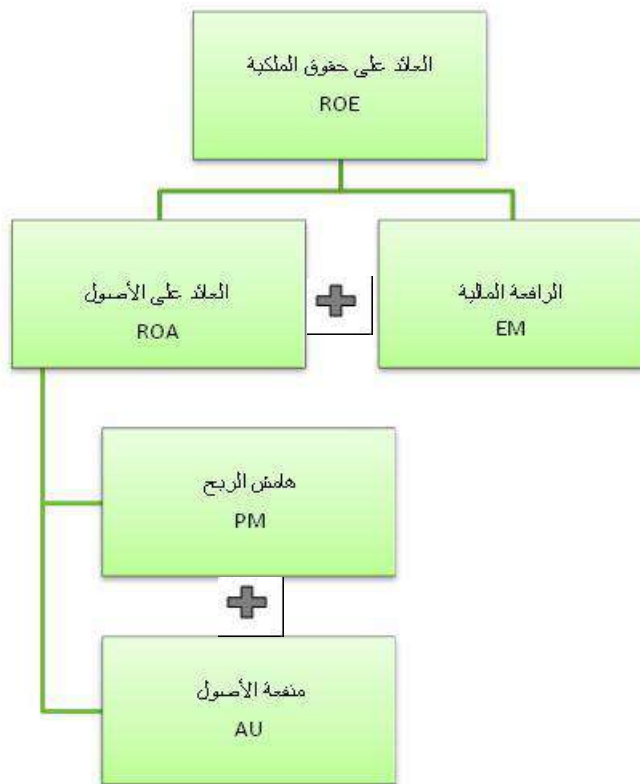 العائد على حقوق الملكية
ROE
العائد على الأصول
ROA
الرافعة المالية
EM
هامش الربح
PM
منفعة الأصول
AU